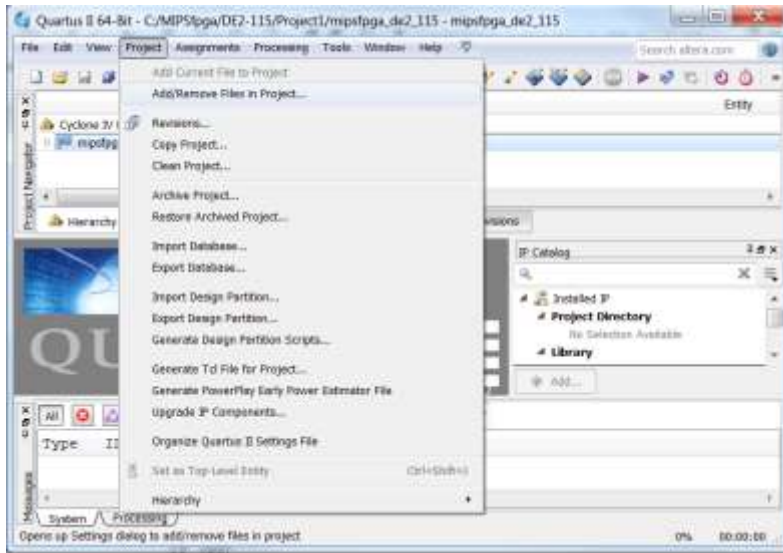 Quartus II 64-Bit - C:/MIPSfpga/DE2-115/Project1/mipsfpga_de2_115 - mipsfpga_de2_115
File Edit View Project Assignments Processing Tools Window Help
Search altera.com
Add Current File to Project
Add/Remove Files in Project...
Entity
Cyclone IV
Revisions...
mipsfpg
Copy Project...
Clean Project...
Project Navigator
Archive Project...
Hierarchy
Restore Archived Project...
Import Database...
IP Catalog
Export Database...
Installed IP
Import Design Partition...
Project Directory
Export Design Partition...
No Selection Available
QU
Generate Design Partition Scripts...
Library
Generate Tcl File for Project...
Add...
Generate PowerPlay Early Power Estimator File
Upgrade IP Components...
All
Organize Quartus II Settings File
Type
Set as Top-Level Entity Ctrl+Shift+J
Messages
Hierarchy
System Processing
Opens up Settings dialog to add/remove files in project
0% 00:00:00